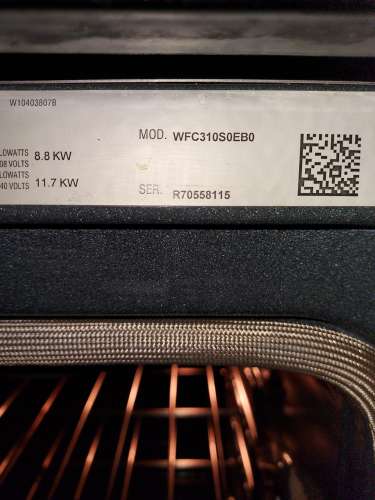 W10403807B
MOD. WFC310S0EB0
LOWATTS 8.8 KW
08 VOLTS
LOWATTS 11.7 KW
40 VOLTS
SER. R70558115